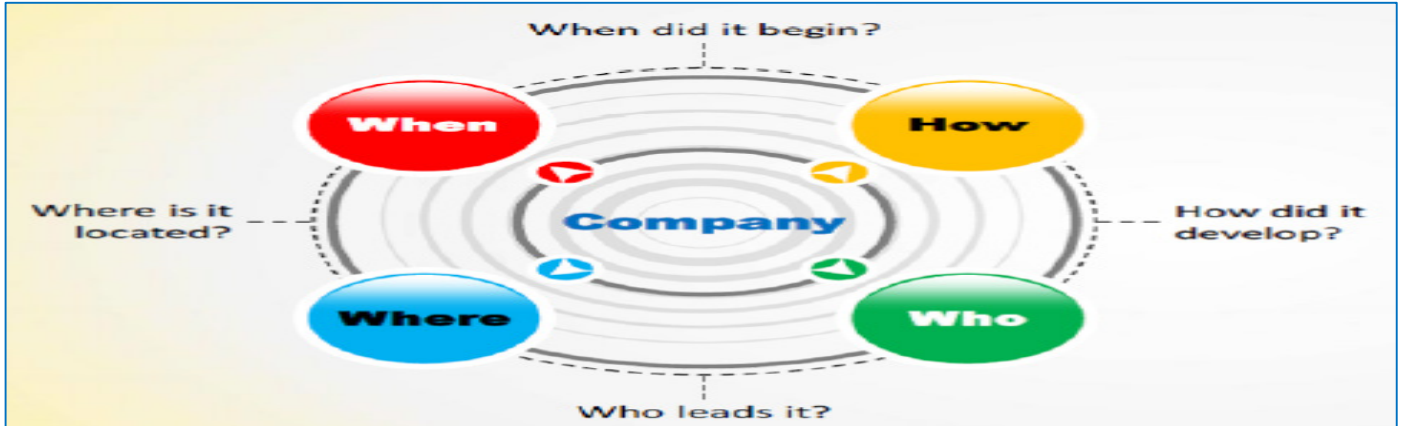 When did it begin?
When
How
Where is it
located?
Company
How did it
develop?
Where
Who
Who leads it?